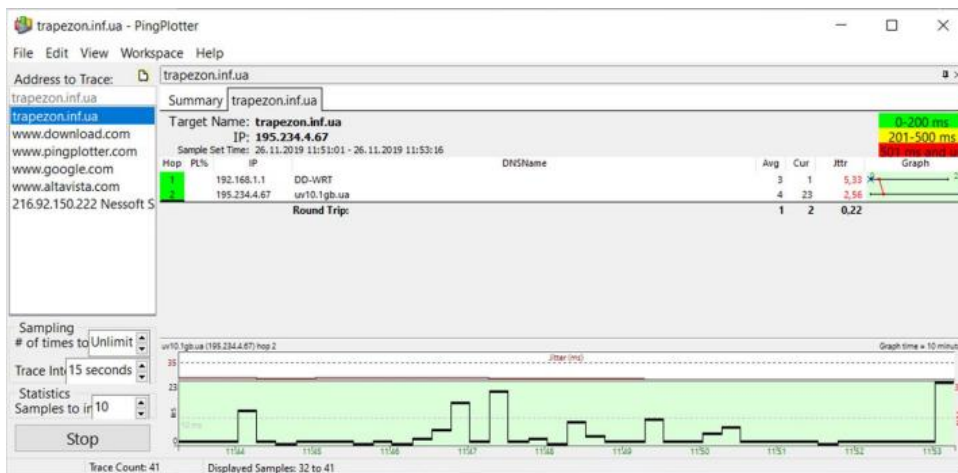 trapezon.inf.ua - PingPlotter
File Edit View Workspace Help
Address to Trace:
trapezon.inf.ua
trapezon.inf.ua
www.download.com
www.pingplotter.com
www.google.com
www.altavista.com
216.92.150.222 Nessoft S
Sampling
# of times to Unlimit
Trace Int 15 seconds
Statistics
Samples to in 10
Stop
trapezon.inf.ua
Summary trapezon.inf.ua
Target Name: trapezon.inf.ua
IP: 195.234.4.67
Sample Set Time: 26.11.2019 11:51:01 - 26.11.2019 11:53:16
0-200 ms
201-500 ms
501 ms and
Hop PL% IP DNSName Avg Cur Jttr Graph
1 192.168.1.1 DD-WRT 3 1 5,33
2 195.234.4.67 uv10.1gb.ua 4 23 2,56
Round Trip: 1 2 0,22
uv10.1gb.ua (195.234.4.67) hop 2 Graph time = 10 minut
35 Jitter (ms)
23
10 ms
0
11:44 11:45 11:46 11:47 11:48 11:49 11:50 11:51 11:52 11:53
Trace Count: 41 Displayed Samples: 32 to 41